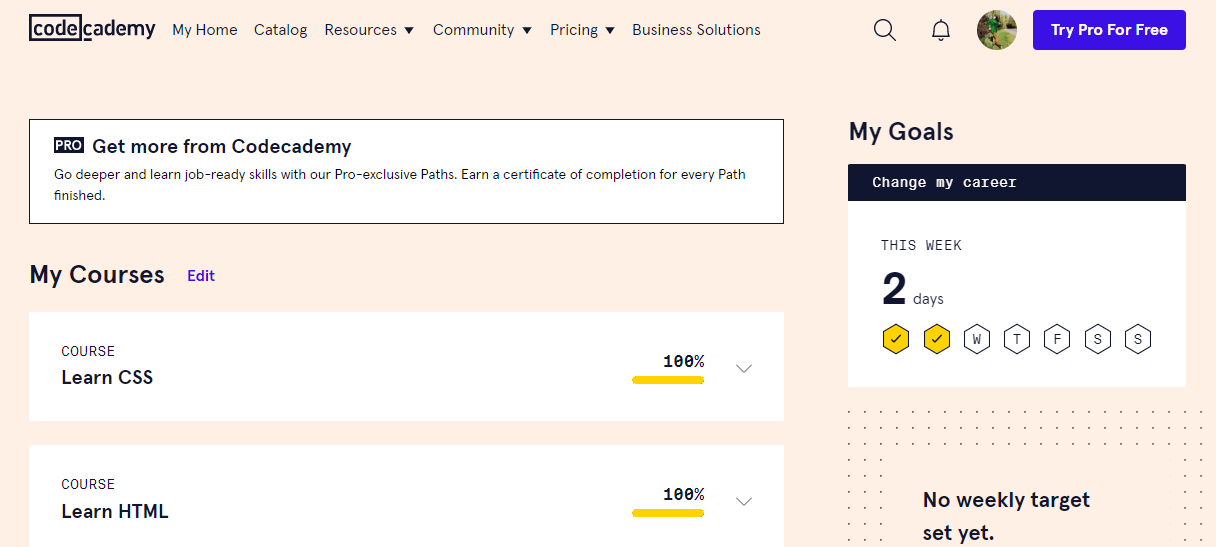 codecademy My Home Catalog Resources Community Pricing Business Solutions Try Pro For Free
PRO Get more from Codecademy
Go deeper and learn job-ready skills with our Pro-exclusive Paths. Earn a certificate of completion for every Path
finished.
My Courses Edit
COURSE
Learn CSS
100%
COURSE
Learn HTML
100%
My Goals
Change my career
THIS WEEK
2 days
W T F S S
No weekly target
set yet.